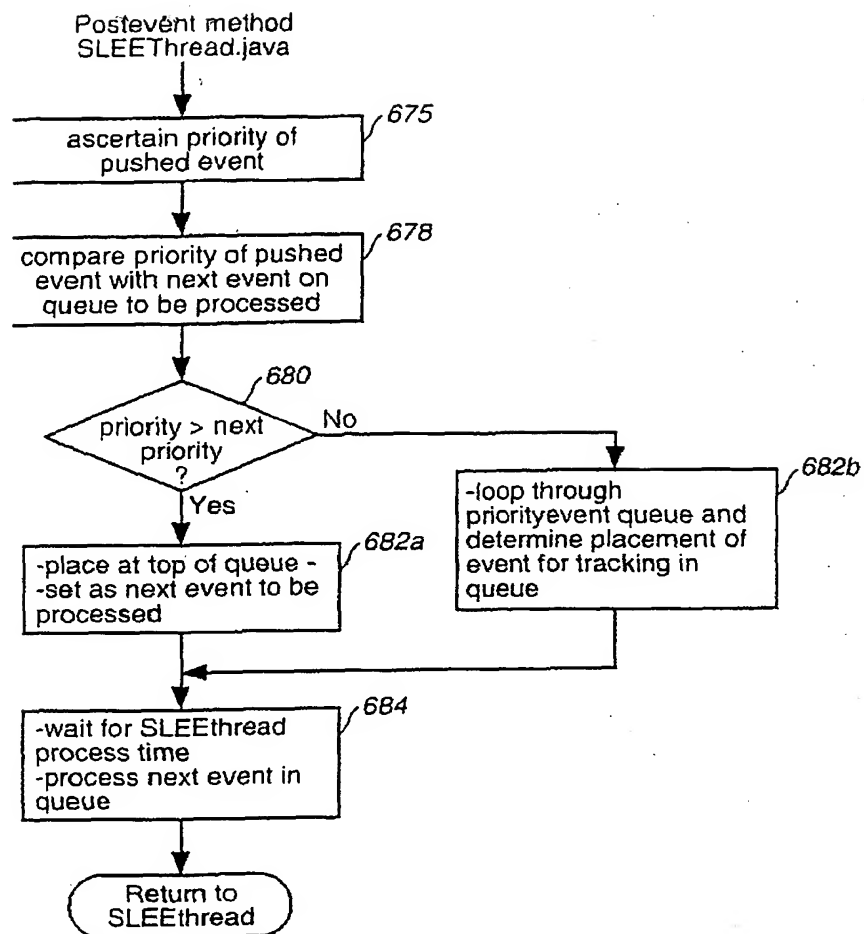 Postevent method
SLEEThread.java
675
ascertain priority of
pushed event
678
compare priority of pushed
event with next event on
queue to be processed
680
priority > next
priority
?
No
Yes
682a
-place at top of queue -
-set as next event to be
processed
682b
-loop through
priorityevent queue and
determine placement of
event for tracking in
queue
684
-wait for SLEEthread
process time
-process next event in
queue
Return to
SLEEthread